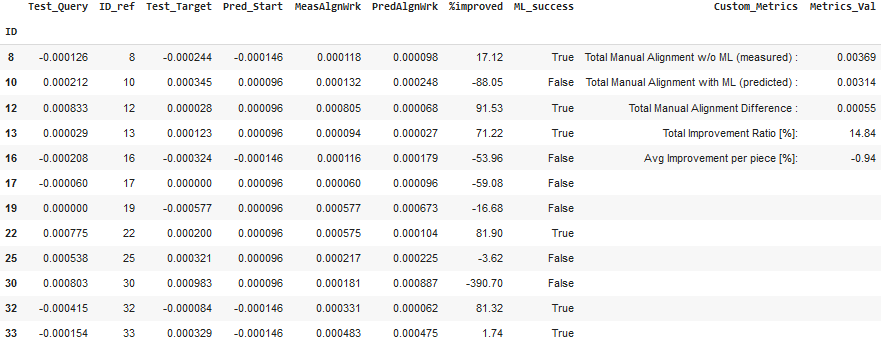 Test_Query ID_ref Test_Target Pred_Start MeasAlgnWrk PredAlgnWrk %improved ML_success Custom_Metrics Metrics_Val
ID
8 -0.000126 8 -0.000244 -0.000146 0.000118 0.000098 17.12 True Total Manual Alignment w/o ML (measured) : 0.00369
10 0.000212 10 0.000345 0.000096 0.000132 0.000248 -88.05 False Total Manual Alignment with ML (predicted) : 0.00314
12 0.000833 12 0.000028 0.000096 0.000805 0.000068 91.53 True Total Manual Alignment Difference : 0.00055
13 0.000029 13 0.000123 0.000096 0.000094 0.000027 71.22 True Total Improvement Ratio [%]: 14.84
16 -0.000208 16 -0.000324 -0.000146 0.000116 0.000179 -53.96 False Avg Improvement per piece [%]: -0.94
17 -0.000060 17 0.000000 0.000096 0.000060 0.000096 -59.08 False
19 0.000000 19 -0.000577 0.000096 0.000577 0.000673 -16.68 False
22 0.000775 22 0.000200 0.000096 0.000575 0.000104 81.90 True
25 0.000538 25 0.000321 0.000096 0.000217 0.000225 -3.62 False
30 0.000803 30 0.000983 0.000096 0.000181 0.000887 -390.70 False
32 -0.000415 32 -0.000084 -0.000146 0.000331 0.000062 81.32 True
33 -0.000154 33 0.000329 -0.000146 0.000483 0.000475 1.74 True